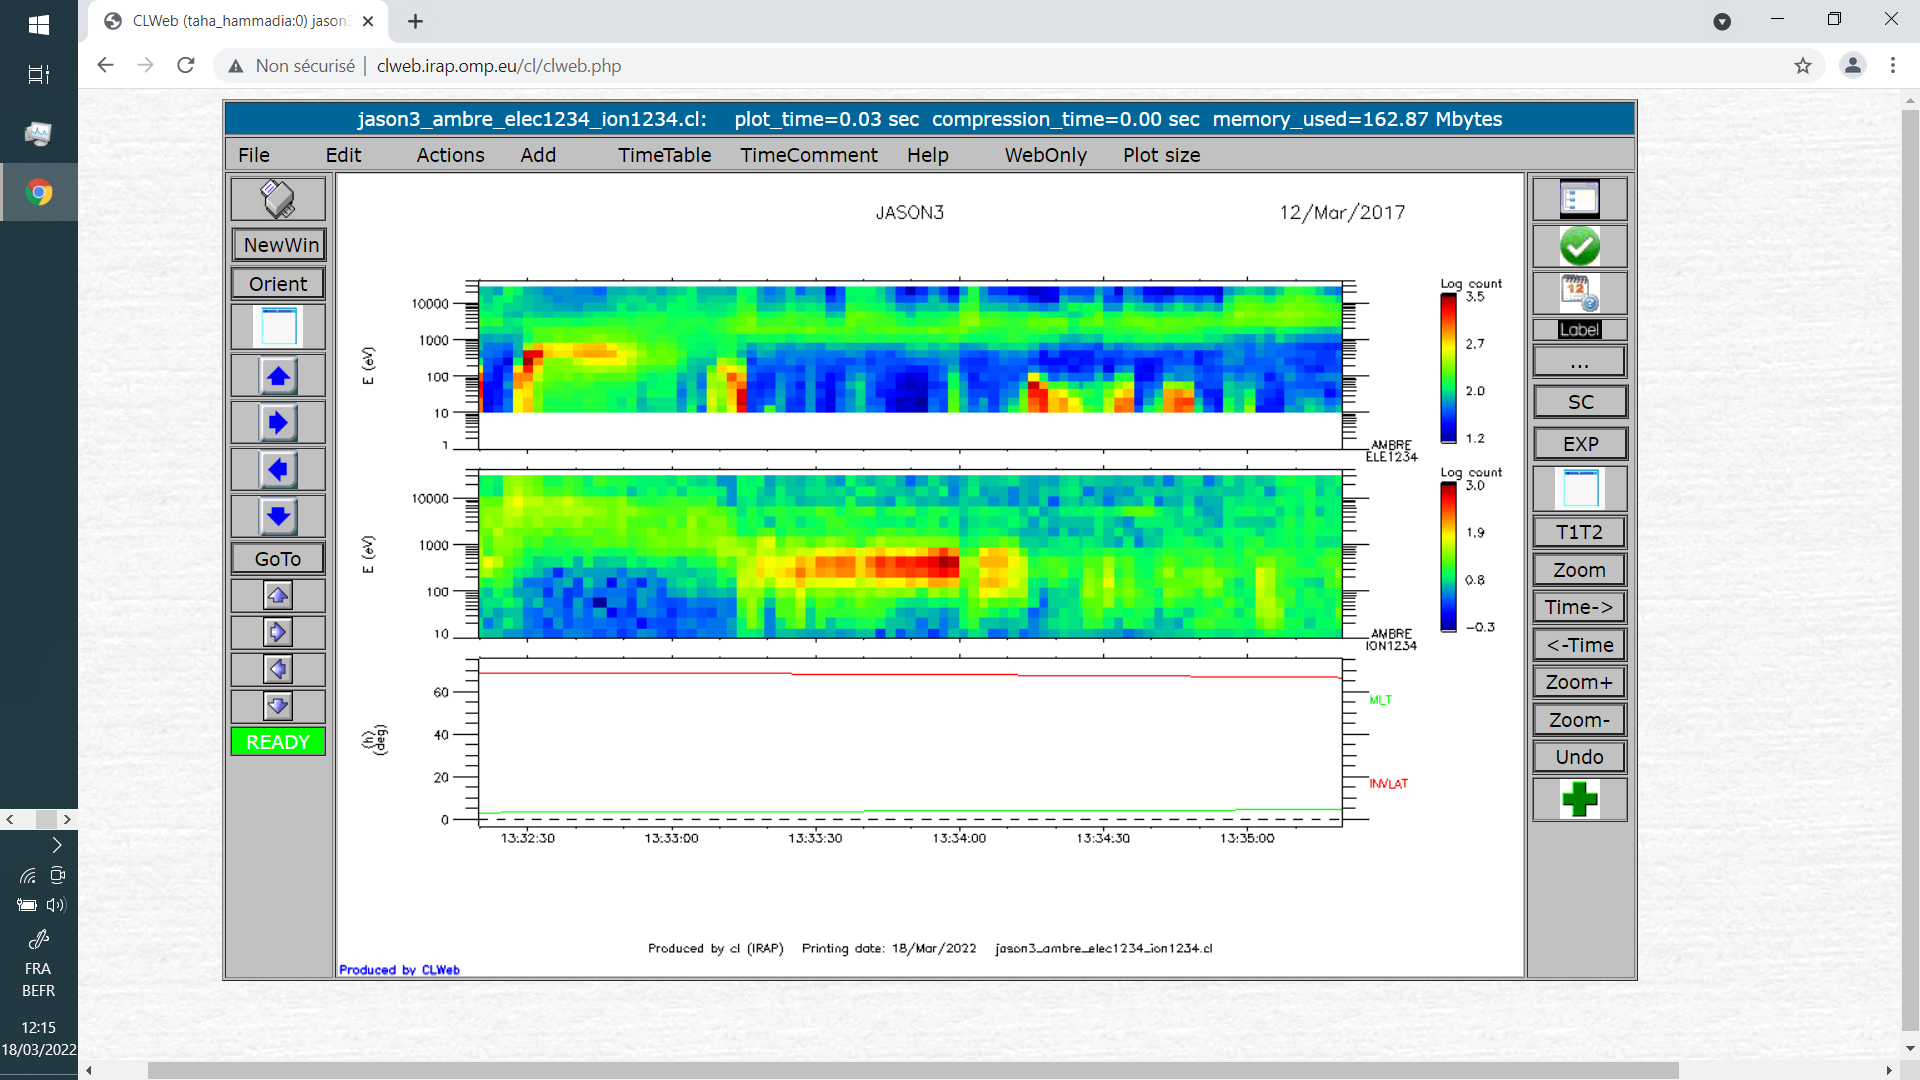 CLWeb (taha_hammadia:0) jason
Non sécurisé | clweb.irap.omp.eu/cl/clweb.php
jason3_ambre_elec1234_ion1234.cl: plot_time=0.03 sec compression_time=0.00 sec memory_used=162.87 Mbytes
File Edit Actions Add TimeTable TimeComment Help WebOnly Plot size
NewWin
Orient
GoTo
READY
JASON3 12/Mar/2017
E (eV)
10000
1000
100
10
1
Log count
3.5
2.7
2.0
1.2
AMBRE
ELE1234
E (eV)
10000
1000
100
10
Log count
3.0
1.9
0.8
-0.3
AMBRE
ION1234
(h)
(deg)
60
40
20
0
MLT
INVLAT
13:32:30 13:33:00 13:33:30 13:34:00 13:34:30 13:35:00
Produced by cl (IRAP) Printing date: 18/Mar/2022 jason3_ambre_elec1234_ion1234.cl
Produced by CLWeb
12
Label
...
SC
EXP
T1T2
Zoom
Time->
<-Time
Zoom+
Zoom-
Undo
FRA
BEFR
12:15
18/03/2022